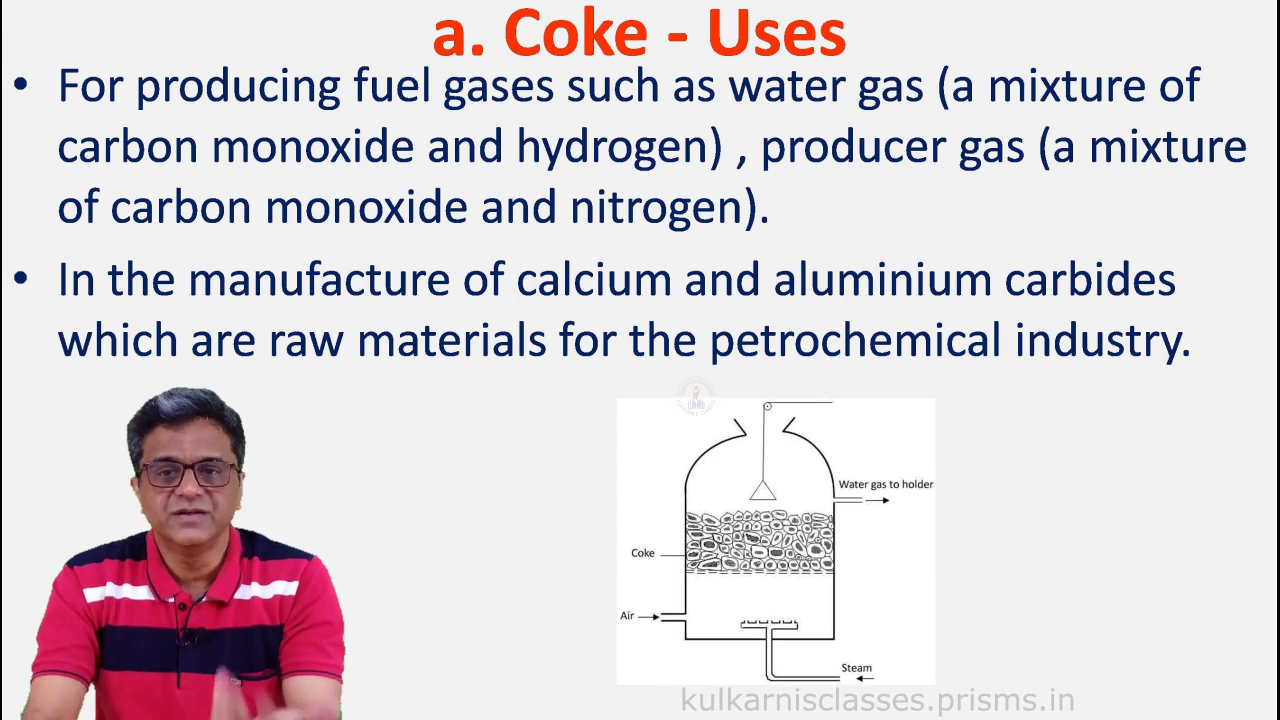 a. Coke - Uses
• For producing fuel gases such as water gas (a mixture of
carbon monoxide and hydrogen) , producer gas (a mixture
of carbon monoxide and nitrogen).
• In the manufacture of calcium and aluminium carbides
which are raw materials for the petrochemical industry.
Water gas to holder
Coke
Air
Steam
kulkarnisclasses.prisms.in